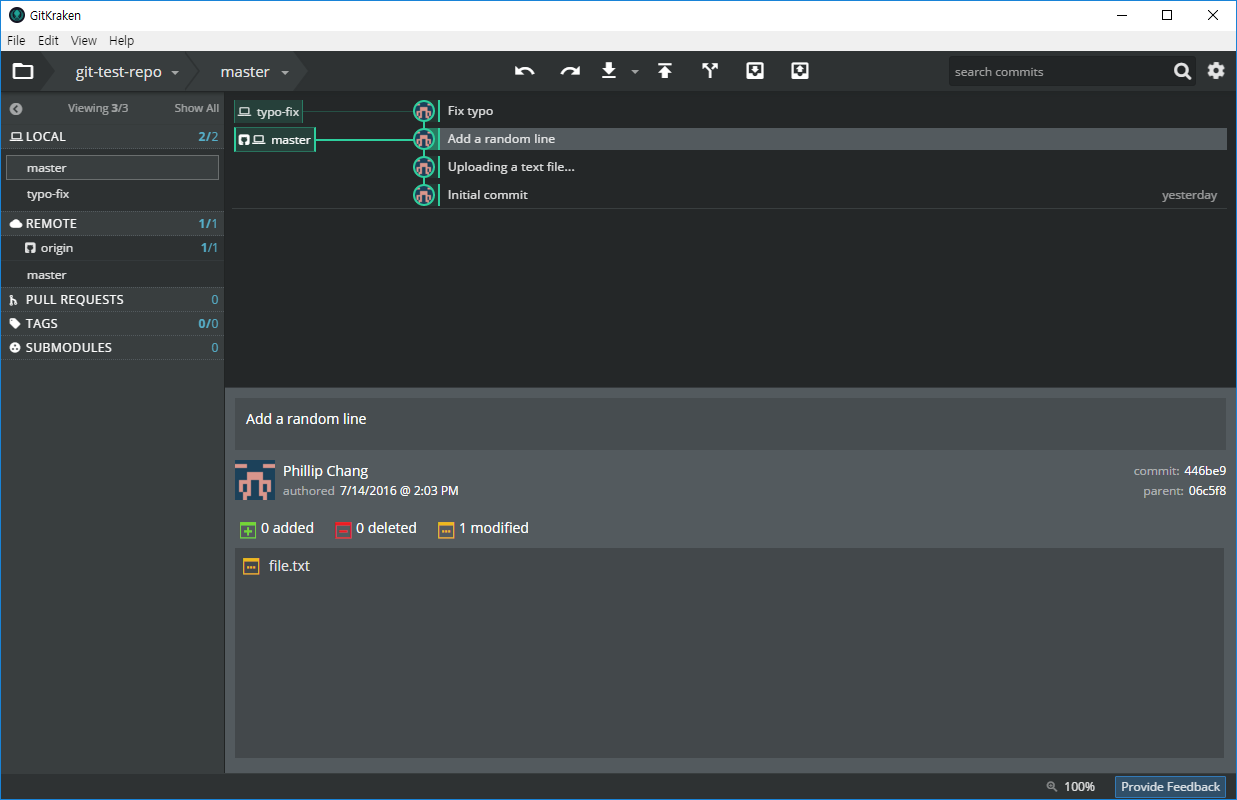 GitKraken
File Edit View Help
git-test-repo master search commits
Viewing 3/3 Show All
LOCAL 2/2
master
typo-fix
REMOTE 1/1
origin 1/1
master
PULL REQUESTS 0
TAGS 0/0
SUBMODULES 0
typo-fix Fix typo
master Add a random line
Uploading a text file...
Initial commit yesterday
Add a random line
Phillip Chang commit: 446be9
authored 7/14/2016 @ 2:03 PM parent: 06c5f8
0 added 0 deleted 1 modified
file.txt
100% Provide Feedback